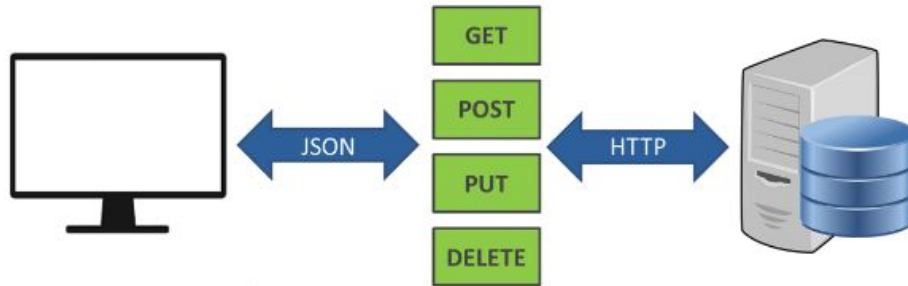 GET
POST
JSON
HTTP
PUT
DELETE